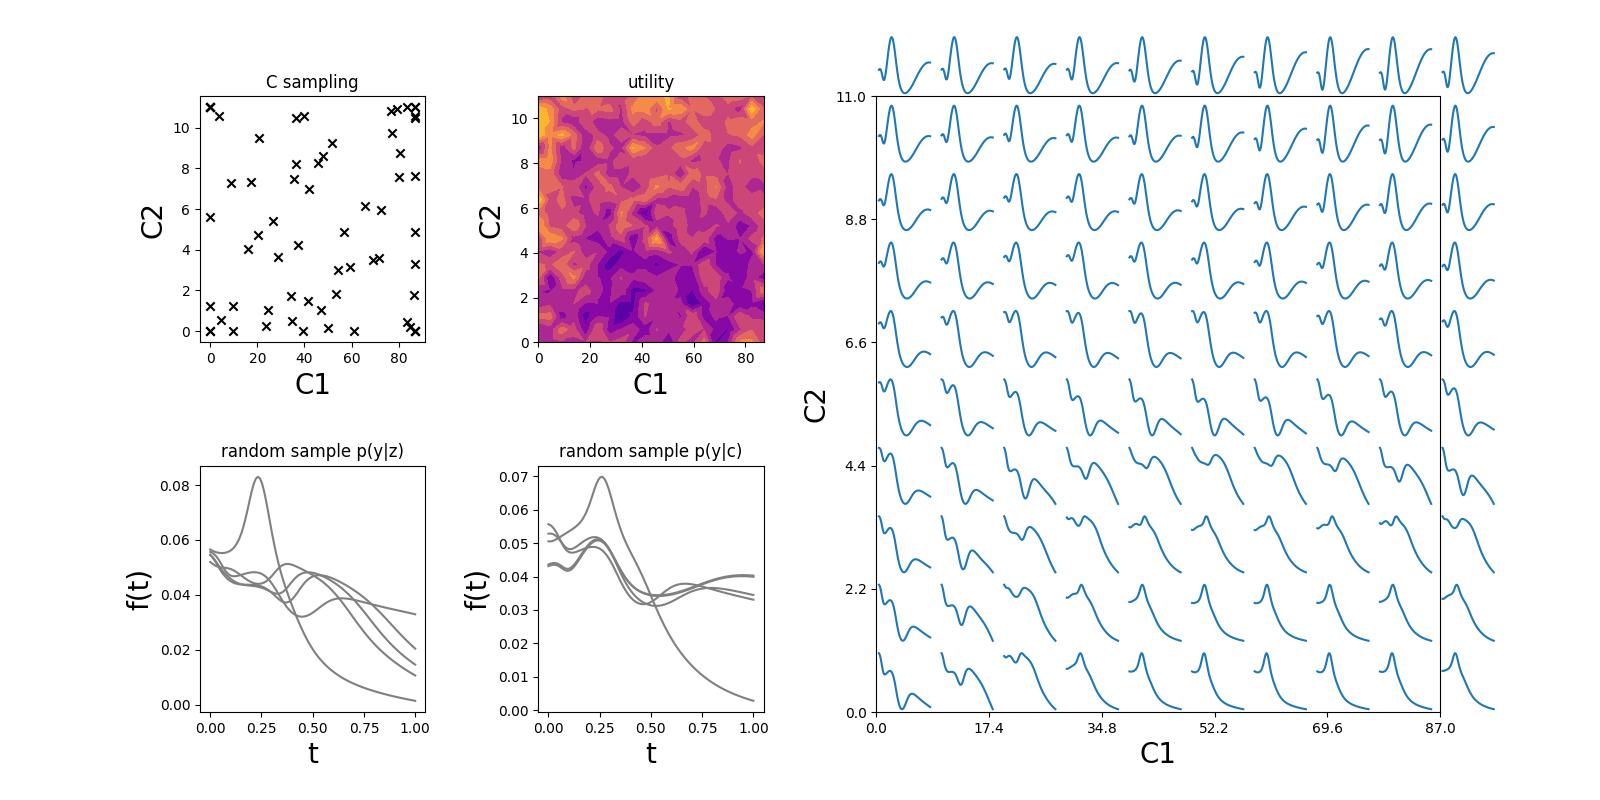 C sampling
C2
10
8
6
4
2
0
0 20 40 60 80
C1
utility
C2
10
8
6
4
2
0
0 20 40 60 80
C1
random sample p(y|z)
f(t)
0.08
0.06
0.04
0.02
0.00
0.00 0.25 0.50 0.75 1.00
t
random sample p(y|c)
f(t)
0.07
0.06
0.05
0.04
0.03
0.02
0.01
0.00
0.00 0.25 0.50 0.75 1.00
t
C2
11.0
8.8
6.6
4.4
2.2
0.0
0.0 17.4 34.8 52.2 69.6 87.0
C1